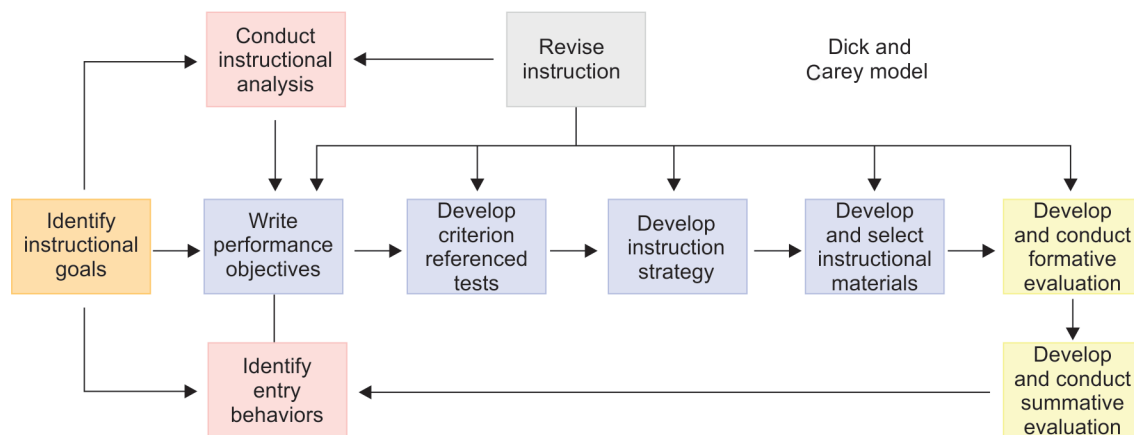 Conduct
instructional
analysis
Revise
instruction
Dick and
Carey model
Identify
instructional
goals
Write
performance
objectives
Develop
criterion
referenced
tests
Develop
instruction
strategy
Develop
and select
instructional
materials
Develop
and conduct
formative
evaluation
Identify
entry
behaviors
Develop
and conduct
summative
evaluation